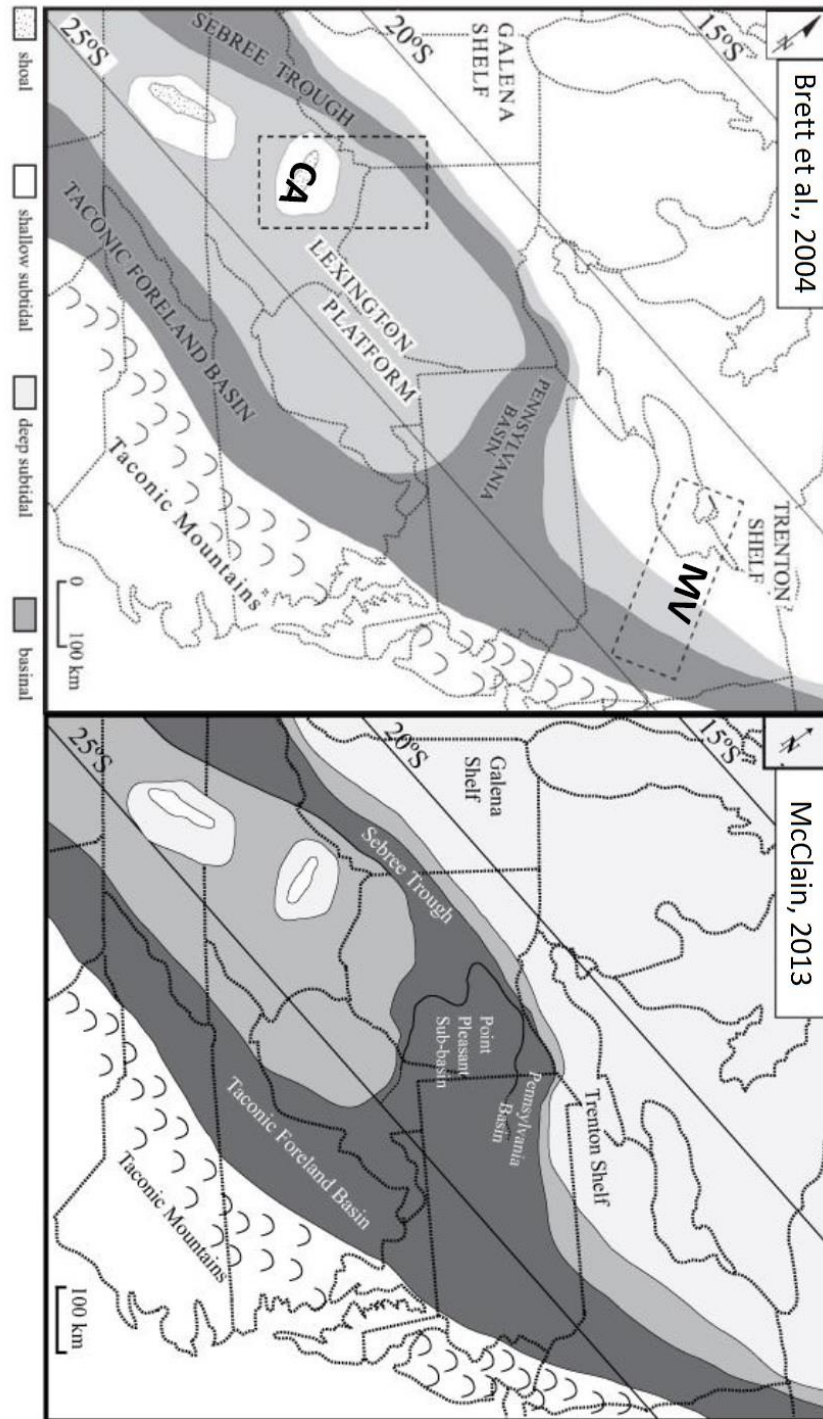 Brett et al., 2004
N
15°S
20°S
25°S
GALENA
SHELF
SEBREE TROUGH
CA
LEXINGTON
PLATFORM
TACONIC FORELAND BASIN
Taconic Mountains
PENNSYLVANIA
BASIN
TRENTON
SHELF
MV
0 100 km
shoal
shallow subtidal
deep subtidal
basinal
McClain, 2013
N
15°S
20°S
25°S
Galena
Shelf
Sebree Trough
Point
Pleasant
Sub-basin
Pennsylvania
Basin
Trenton Shelf
Taconic Foreland Basin
Taconic Mountains
100 km